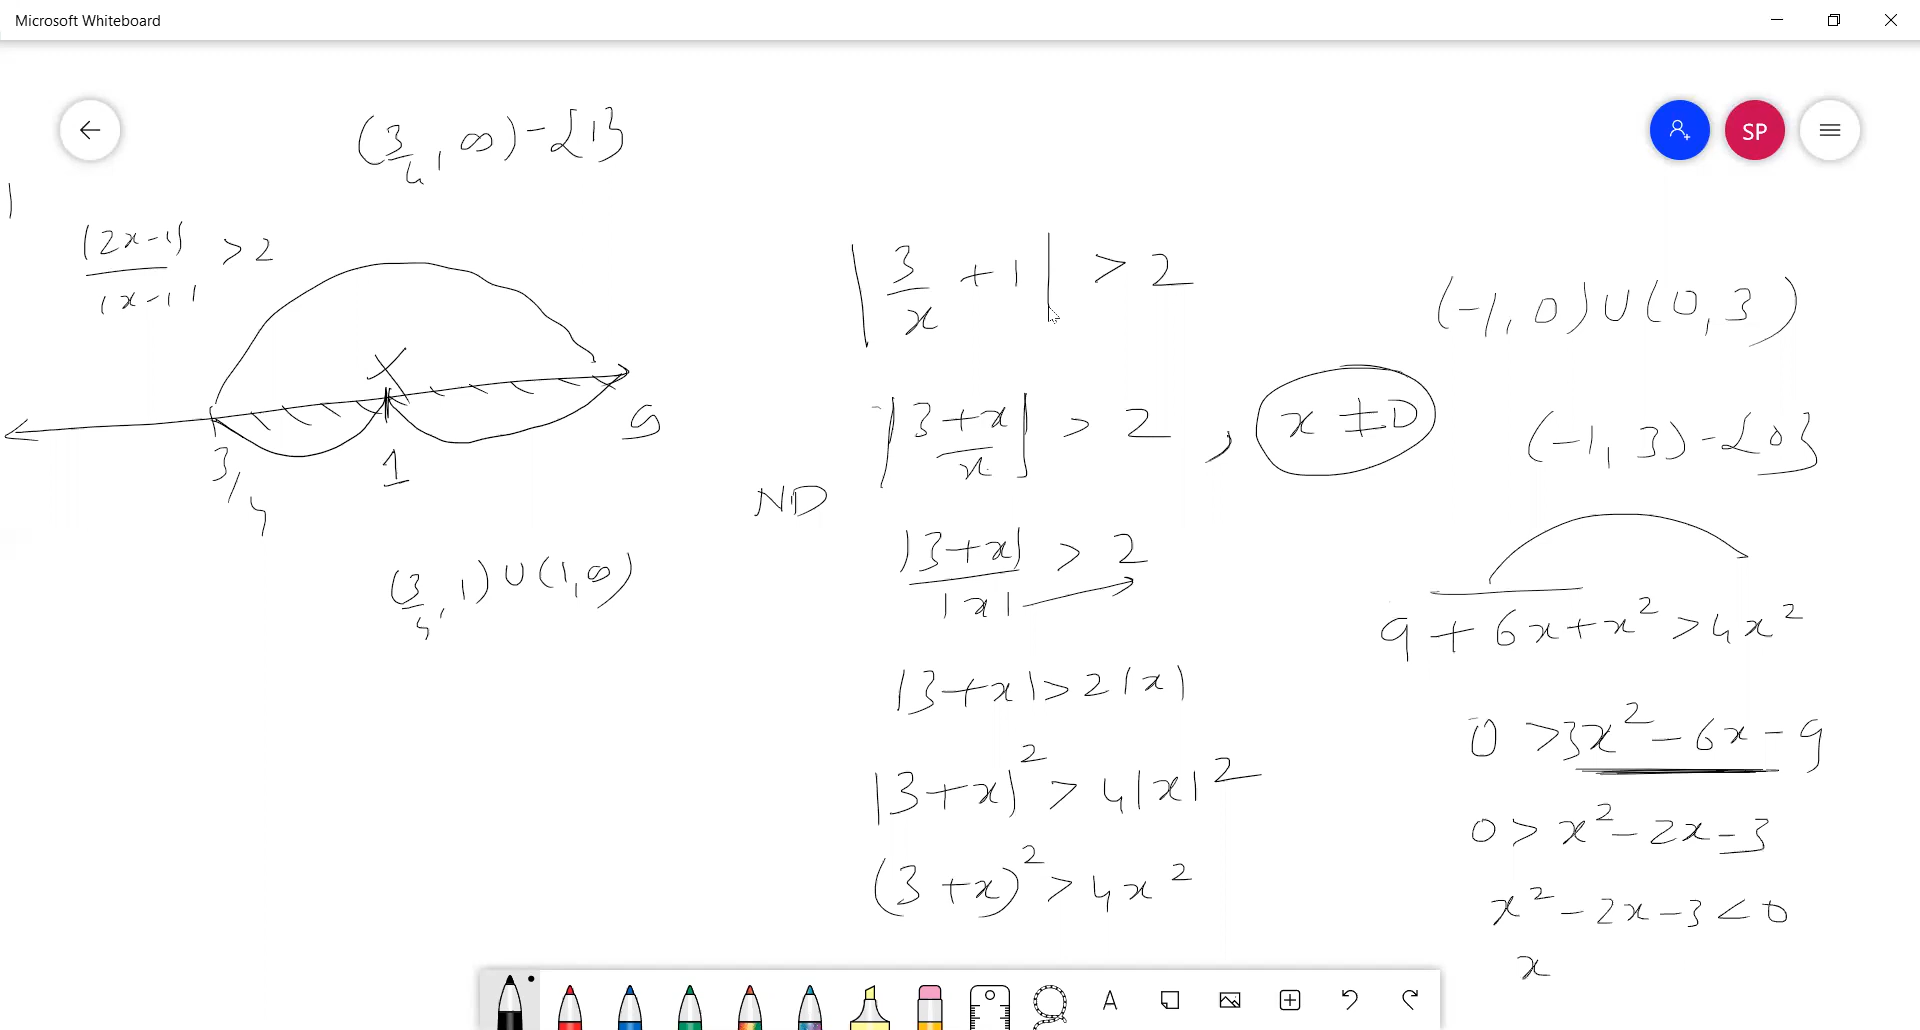 Microsoft Whiteboard
SP
(3/4, ∞) - {1}
|
|2x-1|/|x-1| > 2
3/4
1
9
(3/4, 1) ∪ (1, ∞)
|3/x + 1| > 2
|3+x/x| > 2 , x ≠ 0
ND
|3+x|/|x| > 2
|3+x| > 2|x|
|3+x|² > 4|x|²
(3+x)² > 4x²
(-1, 0) ∪ (0, 3)
(-1, 3) - {0}
9 + 6x + x² > 4x²
0 > 3x² - 6x - 9
0 > x² - 2x - 3
x² - 2x - 3 < 0
x
A